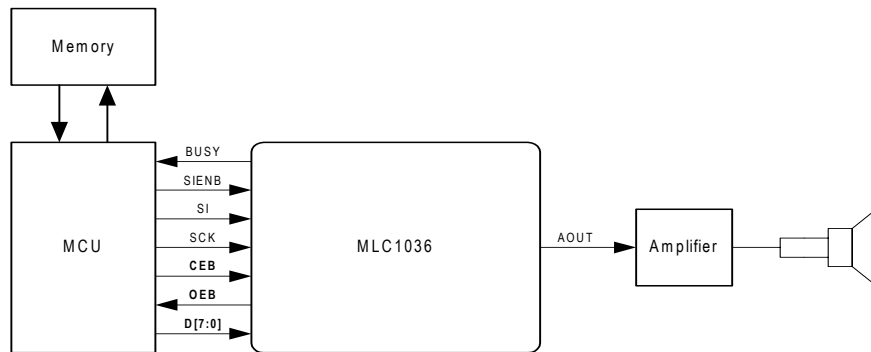 Memory
BUSY
SIENB
SI
MCU
SCK
MLC1036
AOUT
Amplifier
CEB
OEB
D[7:0]